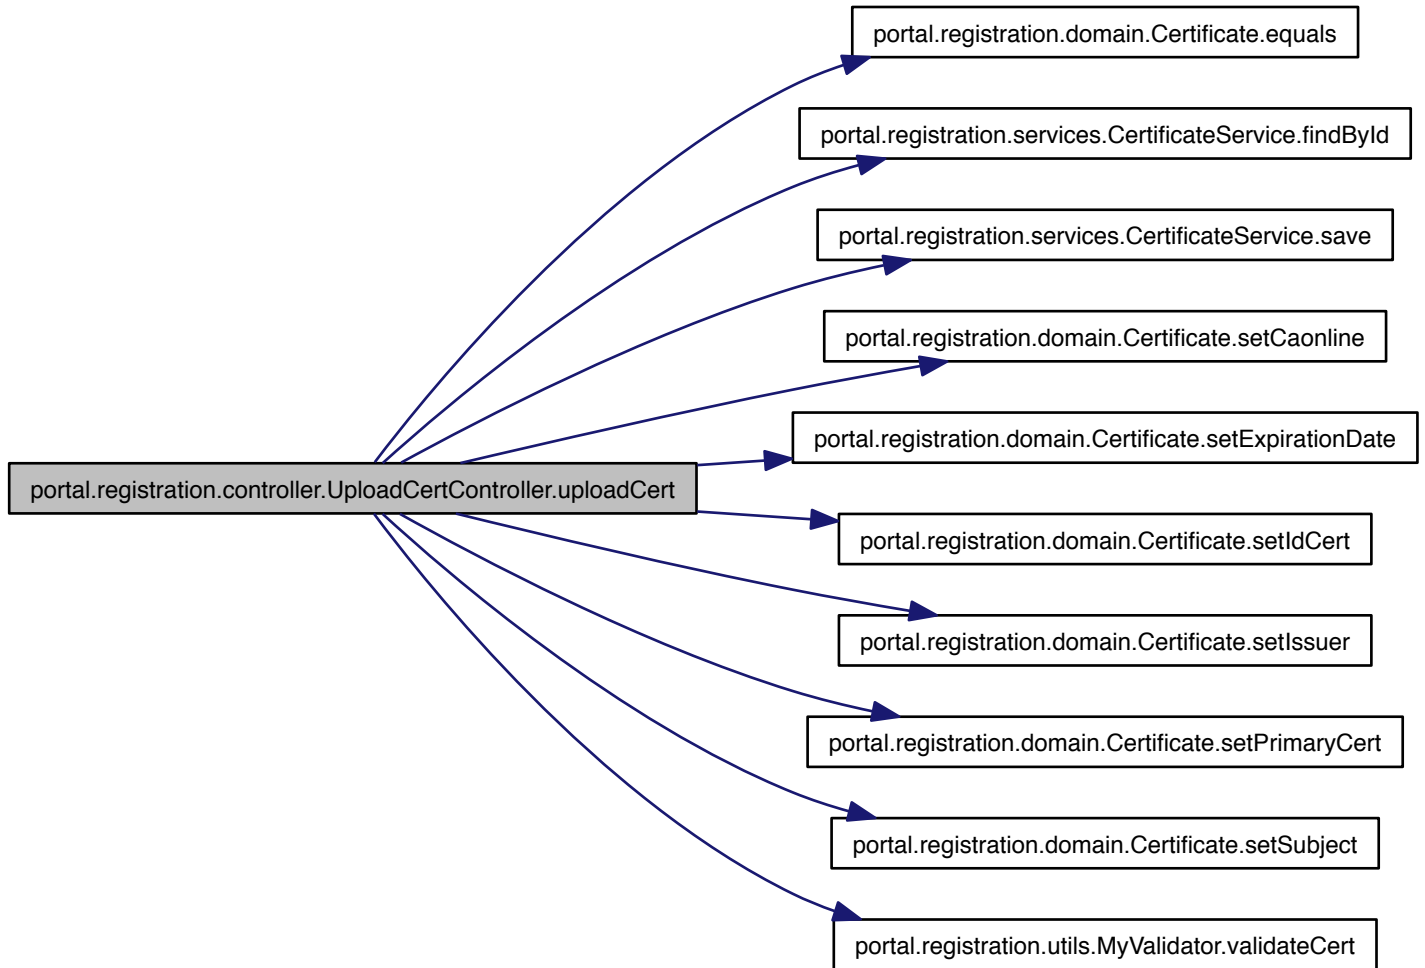 portal.registration.domain.Certificate.equals
portal.registration.services.CertificateService.findById
portal.registration.services.CertificateService.save
portal.registration.domain.Certificate.setCaonline
portal.registration.domain.Certificate.setExpirationDate
portal.registration.controller.UploadCertController.uploadCert
portal.registration.domain.Certificate.setIdCert
portal.registration.domain.Certificate.setIssuer
portal.registration.domain.Certificate.setPrimaryCert
portal.registration.domain.Certificate.setSubject
portal.registration.utils.MyValidator.validateCert